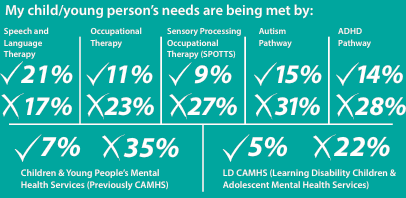 My child/young person's needs are being met by:
Speech and Language Therapy
✓21%
✗17%
Occupational Therapy
✓11%
✗23%
Sensory Processing Occupational Therapy (SPOTTS)
✓9%
✗27%
Autism Pathway
✓15%
✗31%
ADHD Pathway
✓14%
✗28%
✓7% ✗35%
Children & Young People's Mental
Health Services (Previously CAMHS)
✓5% ✗22%
LD CAMHS (Learning Disability Children &
Adolescent Mental Health Services)